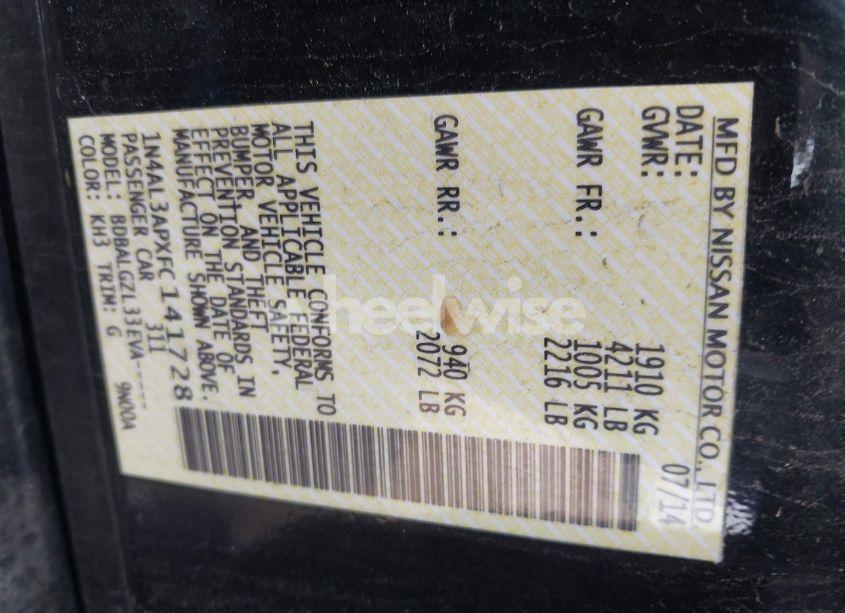 MFD BY NISSAN MOTOR CO., LTD
DATE: 07/14
GVWR: 1910 KG
4211 LB
GAWR FR.: 1005 KG
2216 LB
GAWR RR.: 940 KG
2072 LB
THIS VEHICLE CONFORMS TO
ALL APPLICABLE FEDERAL
MOTOR VEHICLE SAFETY,
BUMPER AND THEFT
PREVENTION STANDARDS IN
EFFECT ON THE DATE OF
MANUFACTURE SHOWN ABOVE.
1N4AL3APXFC141728
PASSENGER CAR 311
MODEL: BDBALGZL33EVA-----
COLOR: KH3 TRIM: G 9N00A
wheelwise